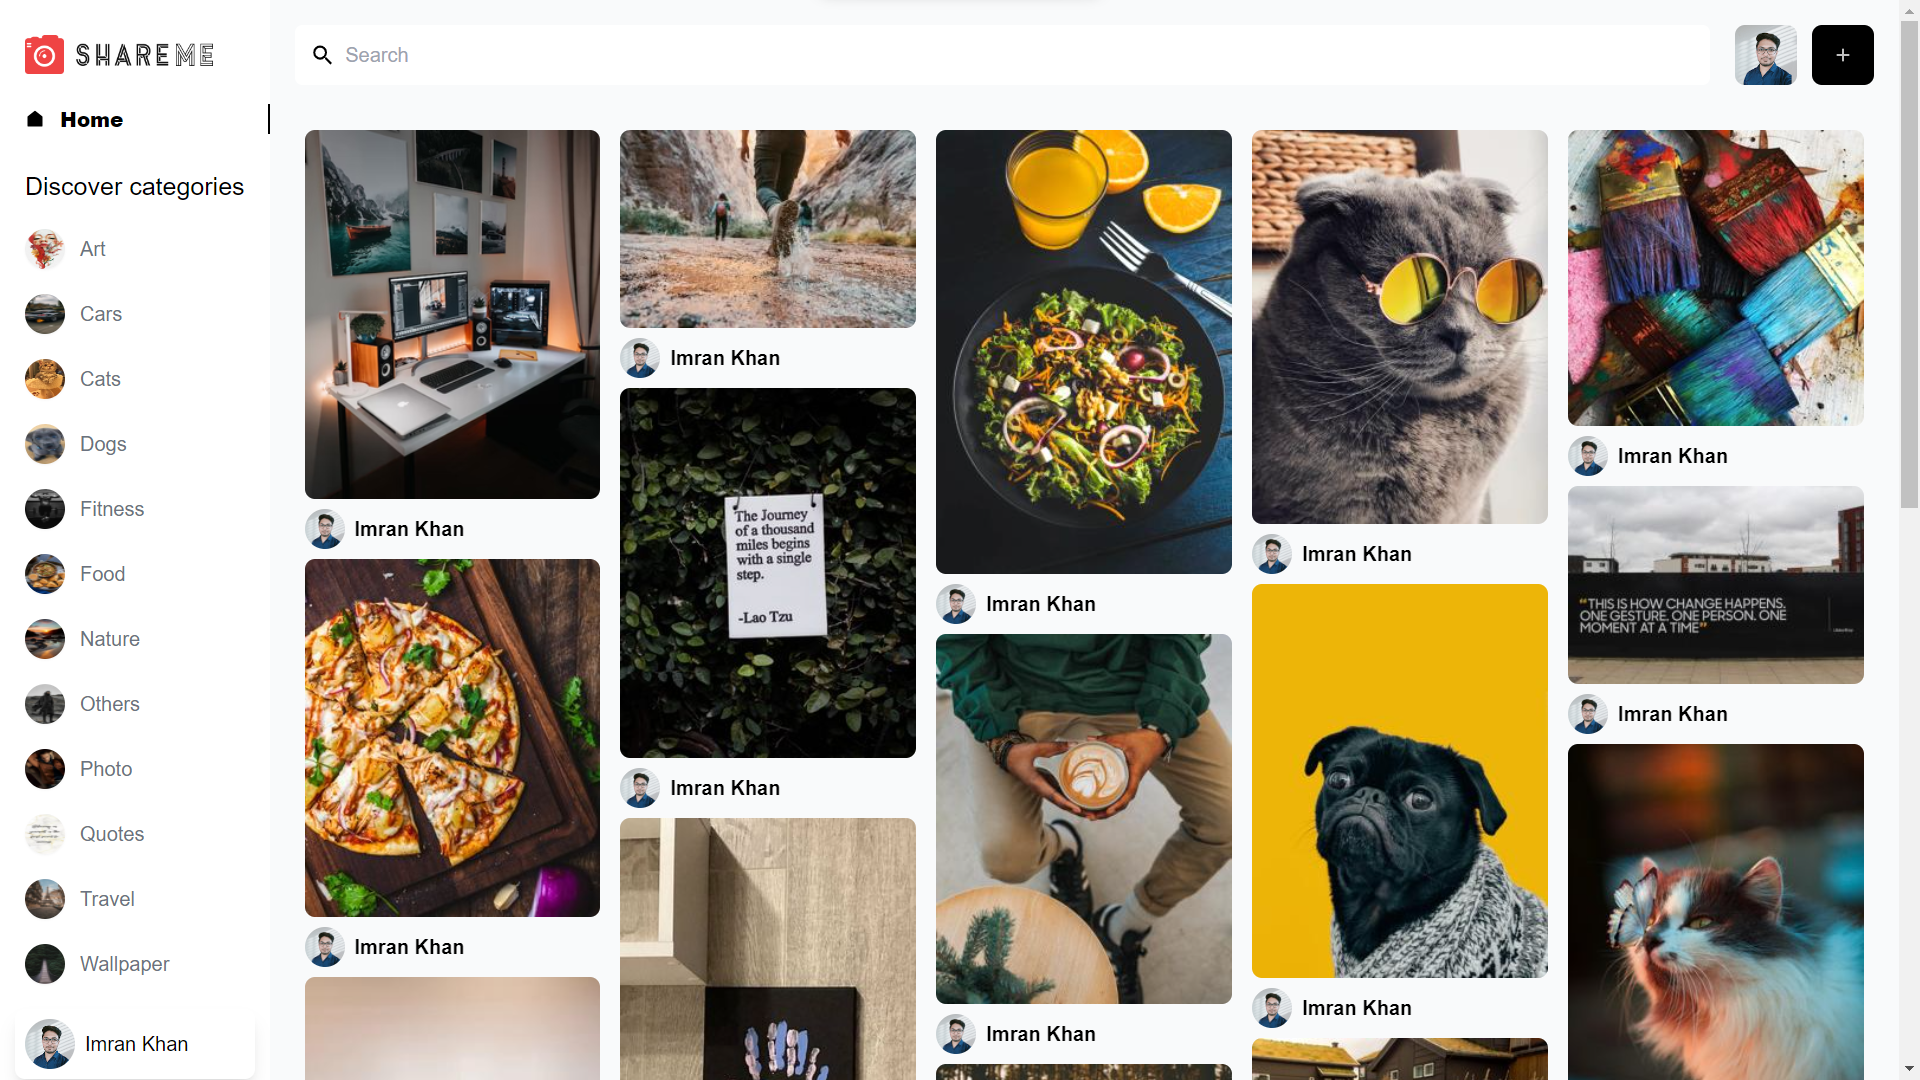 SHAREME
Search
+
Home
Discover categories
Art
Cars
Cats
Dogs
Fitness
Food
Nature
Others
Photo
Quotes
Travel
Wallpaper
Imran Khan
Imran Khan
Imran Khan
Imran Khan
The Journey
of a thousand
miles begins
with a single
step.
-Lao Tzu
Imran Khan
Imran Khan
Imran Khan
Imran Khan
Imran Khan
Imran Khan
“THIS IS HOW CHANGE HAPPENS.
ONE GESTURE. ONE PERSON. ONE
MOMENT AT A TIME”
Imran Khan